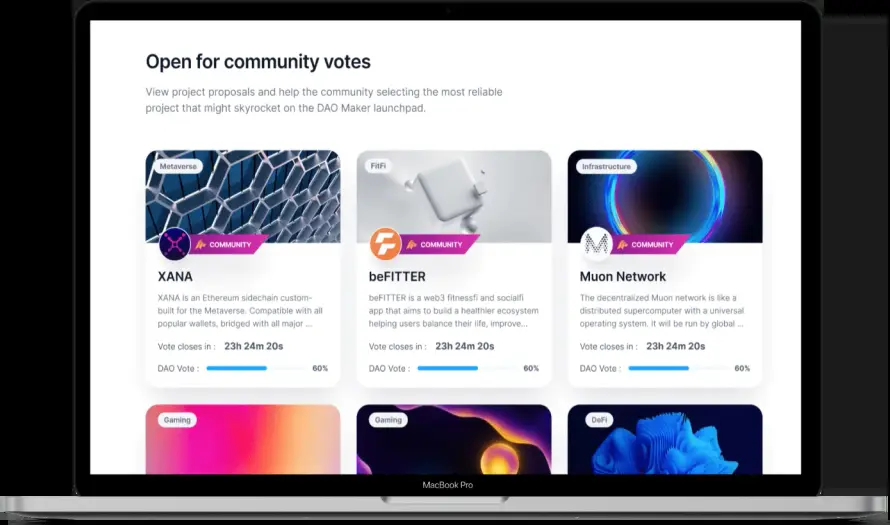 Open for community votes
View project proposals and help the community selecting the most reliable
project that might skyrocket on the DAO Maker launchpad.
Metaverse
COMMUNITY
XANA
XANA is an Ethereum sidechain custom-
built for the Metaverse. Compatible with all
popular wallets, bridged with all major ...
Vote closes in : 23h 24m 20s
DAO Vote : 60%
FitFi
COMMUNITY
beFITTER
beFITTER is a web3 fitnessfi and socialfi
app that aims to build a healthier ecosystem
helping users balance their life, improve...
Vote closes in : 23h 24m 20s
DAO Vote : 60%
Infrastructure
COMMUNITY
Muon Network
The decentralized Muon network is like a
distributed supercomputer with a universal
operating system. It will be run by global ...
Vote closes in : 23h 24m 20s
DAO Vote : 60%
Gaming
Gaming
DeFi
MacBook Pro